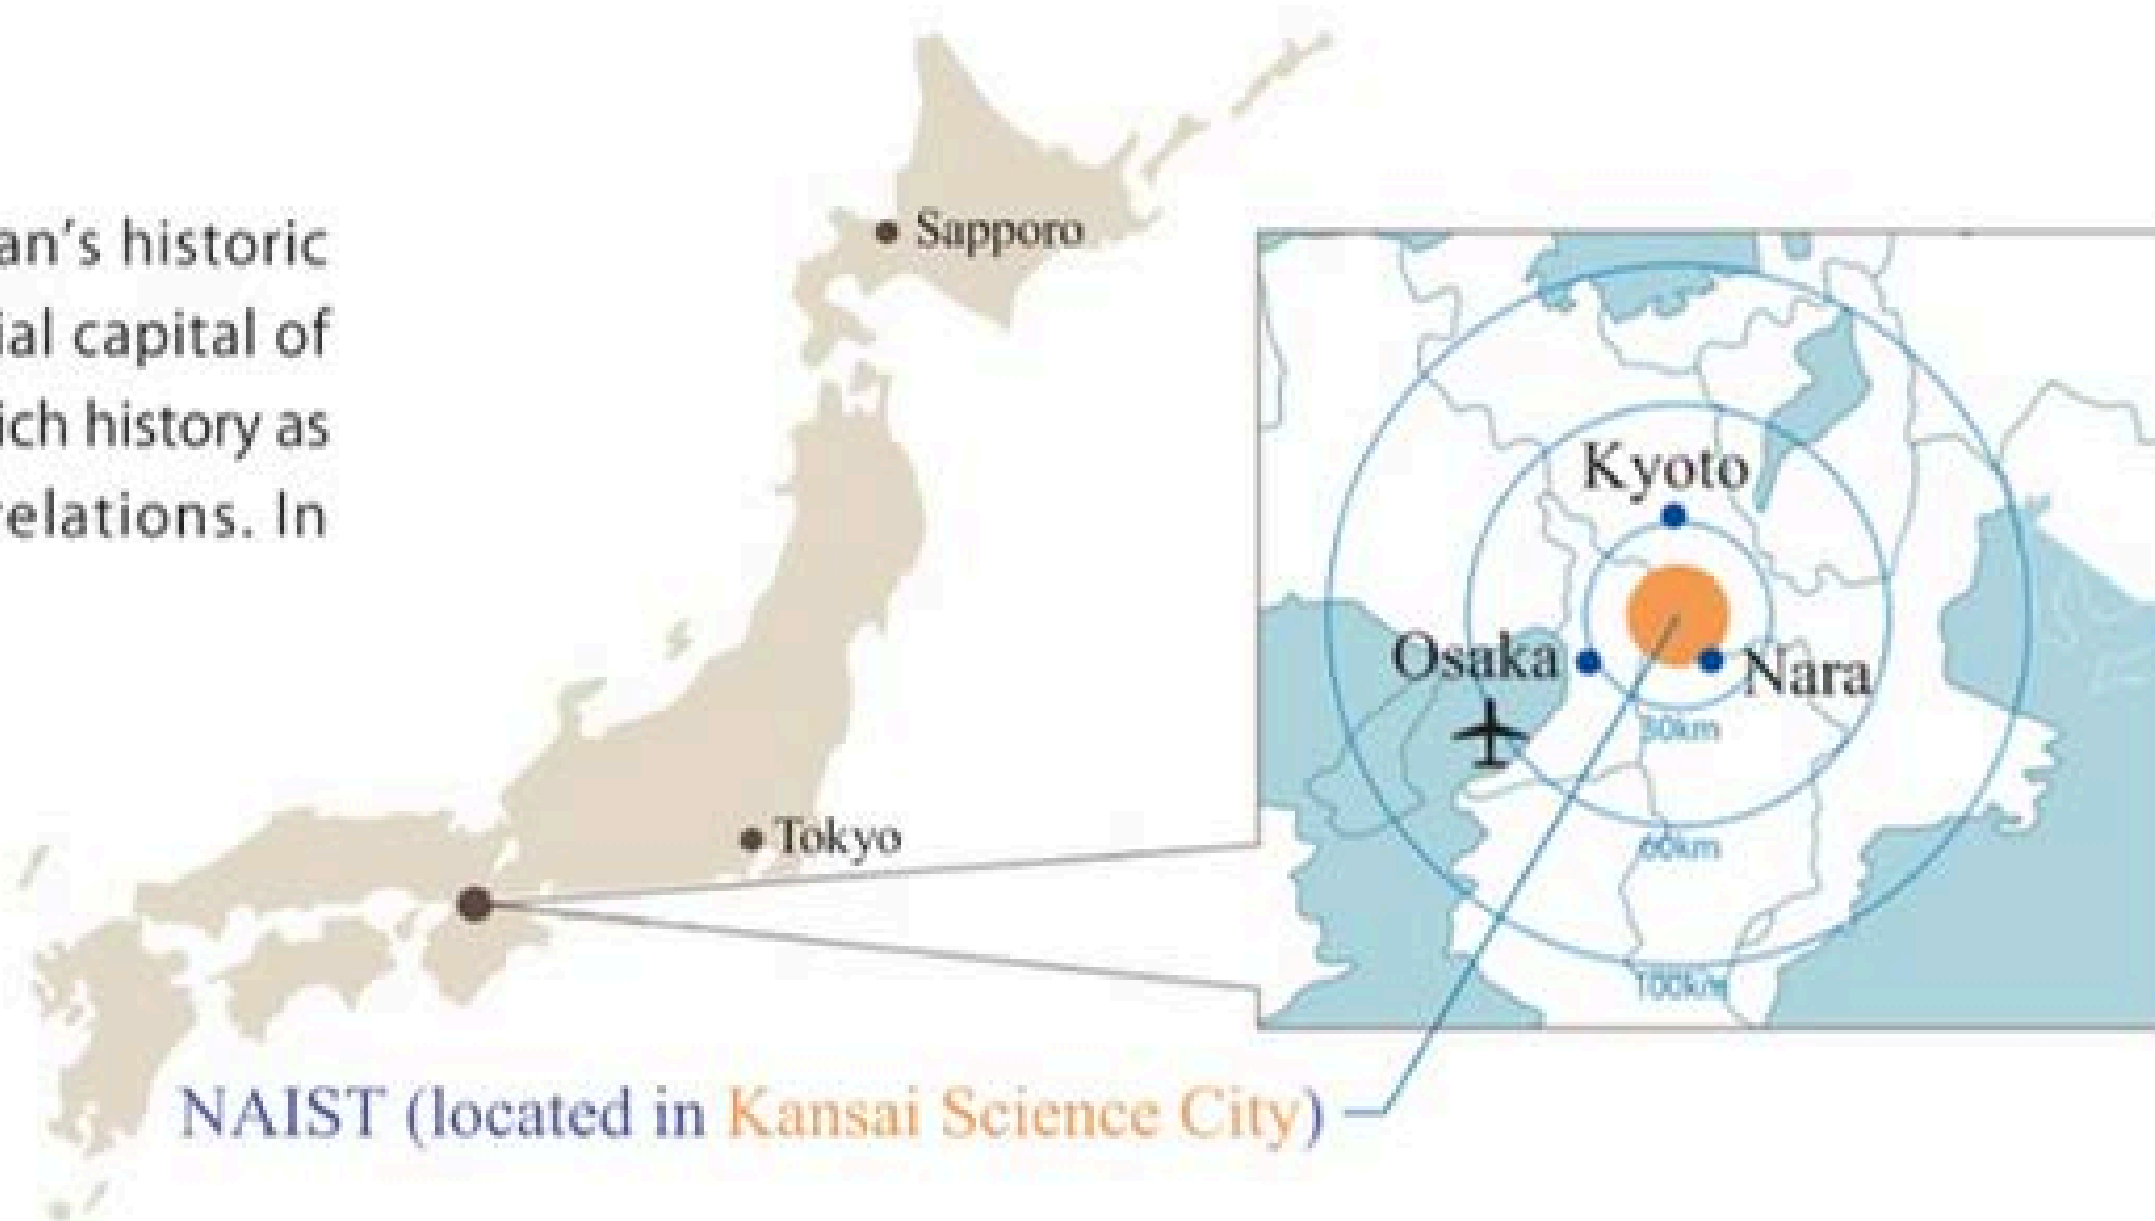 an's historic
ial capital of
ich history as
relations. In
Sapporo
Tokyo
Kyoto
Osaka
Nara
30km
60km
100km
NAIST (located in Kansai Science City)